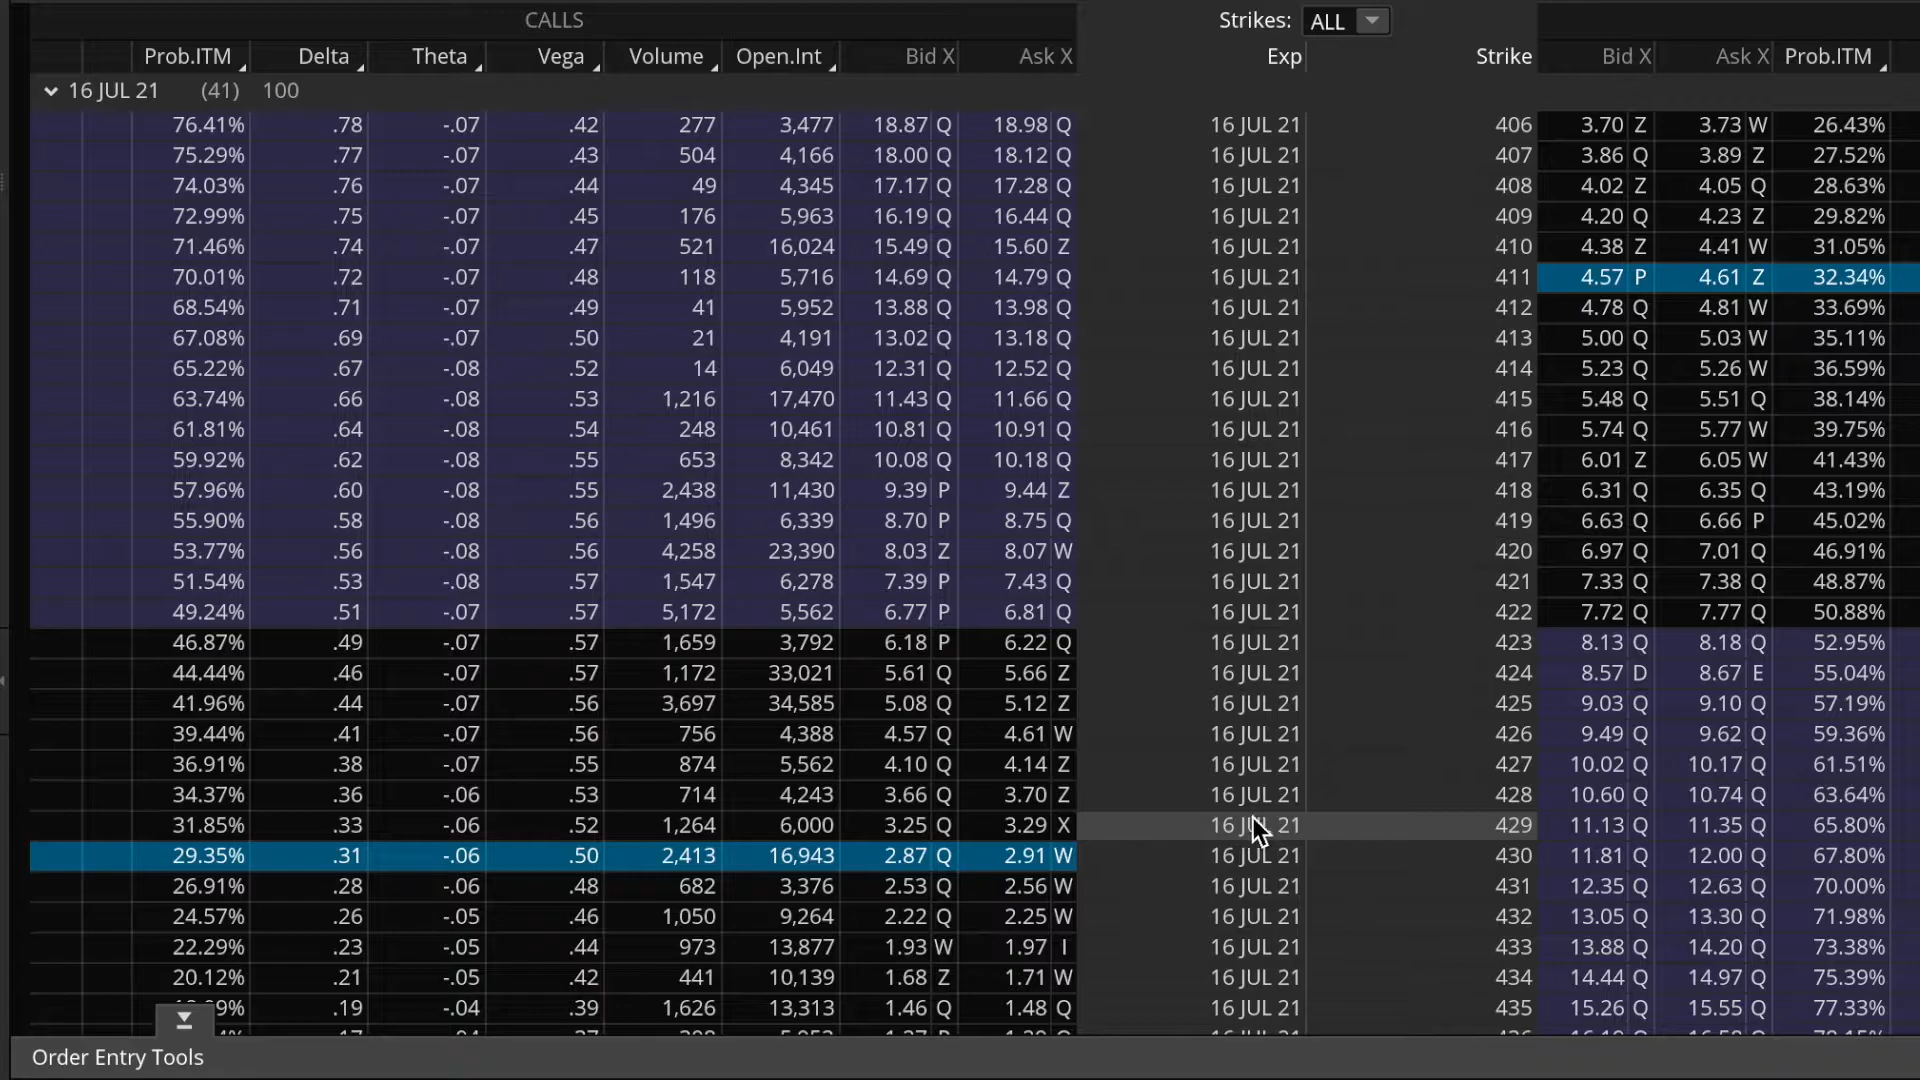 CALLS Strikes: ALL
Prob.ITM Delta Theta Vega Volume Open.Int Bid X Ask X Exp Strike Bid X Ask X Prob.ITM
16 JUL 21 (41) 100
76.41% .78 -.07 .42 277 3,477 18.87 Q 18.98 Q 16 JUL 21 406 3.70 Z 3.73 W 26.43%
75.29% .77 -.07 .43 504 4,166 18.00 Q 18.12 Q 16 JUL 21 407 3.86 Q 3.89 Z 27.52%
74.03% .76 -.07 .44 49 4,345 17.17 Q 17.28 Q 16 JUL 21 408 4.02 Z 4.05 Q 28.63%
72.99% .75 -.07 .45 176 5,963 16.19 Q 16.44 Q 16 JUL 21 409 4.20 Q 4.23 Z 29.82%
71.46% .74 -.07 .47 521 16,024 15.49 Q 15.60 Z 16 JUL 21 410 4.38 Z 4.41 W 31.05%
70.01% .72 -.07 .48 118 5,716 14.69 Q 14.79 Q 16 JUL 21 411 4.57 P 4.61 Z 32.34%
68.54% .71 -.07 .49 41 5,952 13.88 Q 13.98 Q 16 JUL 21 412 4.78 Q 4.81 W 33.69%
67.08% .69 -.07 .50 21 4,191 13.02 Q 13.18 Q 16 JUL 21 413 5.00 Q 5.03 W 35.11%
65.22% .67 -.08 .52 14 6,049 12.31 Q 12.52 Q 16 JUL 21 414 5.23 Q 5.26 W 36.59%
63.74% .66 -.08 .53 1,216 17,470 11.43 Q 11.66 Q 16 JUL 21 415 5.48 Q 5.51 Q 38.14%
61.81% .64 -.08 .54 248 10,461 10.81 Q 10.91 Q 16 JUL 21 416 5.74 Q 5.77 W 39.75%
59.92% .62 -.08 .55 653 8,342 10.08 Q 10.18 Q 16 JUL 21 417 6.01 Z 6.05 W 41.43%
57.96% .60 -.08 .55 2,438 11,430 9.39 P 9.44 Z 16 JUL 21 418 6.31 Q 6.35 Q 43.19%
55.90% .58 -.08 .56 1,496 6,339 8.70 P 8.75 Q 16 JUL 21 419 6.63 Q 6.66 P 45.02%
53.77% .56 -.08 .56 4,258 23,390 8.03 Z 8.07 W 16 JUL 21 420 6.97 Q 7.01 Q 46.91%
51.54% .53 -.08 .57 1,547 6,278 7.39 P 7.43 Q 16 JUL 21 421 7.33 Q 7.38 Q 48.87%
49.24% .51 -.07 .57 5,172 5,562 6.77 P 6.81 Q 16 JUL 21 422 7.72 Q 7.77 Q 50.88%
46.87% .49 -.07 .57 1,659 3,792 6.18 P 6.22 Q 16 JUL 21 423 8.13 Q 8.18 Q 52.95%
44.44% .46 -.07 .57 1,172 33,021 5.61 Q 5.66 Z 16 JUL 21 424 8.57 D 8.67 E 55.04%
41.96% .44 -.07 .56 3,697 34,585 5.08 Q 5.12 Z 16 JUL 21 425 9.03 Q 9.10 Q 57.19%
39.44% .41 -.07 .56 756 4,388 4.57 Q 4.61 W 16 JUL 21 426 9.49 Q 9.62 Q 59.36%
36.91% .38 -.07 .55 874 5,562 4.10 Q 4.14 Z 16 JUL 21 427 10.02 Q 10.17 Q 61.51%
34.37% .36 -.06 .53 714 4,243 3.66 Q 3.70 Z 16 JUL 21 428 10.60 Q 10.74 Q 63.64%
31.85% .33 -.06 .52 1,264 6,000 3.25 Q 3.29 X 16 JUL 21 429 11.13 Q 11.35 Q 65.80%
29.35% .31 -.06 .50 2,413 16,943 2.87 Q 2.91 W 16 JUL 21 430 11.81 Q 12.00 Q 67.80%
26.91% .28 -.06 .48 682 3,376 2.53 Q 2.56 W 16 JUL 21 431 12.35 Q 12.63 Q 70.00%
24.57% .26 -.05 .46 1,050 9,264 2.22 Q 2.25 W 16 JUL 21 432 13.05 Q 13.30 Q 71.98%
22.29% .23 -.05 .44 973 13,877 1.93 W 1.97 I 16 JUL 21 433 13.88 Q 14.20 Q 73.38%
20.12% .21 -.05 .42 441 10,139 1.68 Z 1.71 W 16 JUL 21 434 14.44 Q 14.97 Q 75.39%
.19 -.04 .39 1,626 13,313 1.46 Q 1.48 Q 16 JUL 21 435 15.26 Q 15.55 Q 77.33%
Order Entry Tools